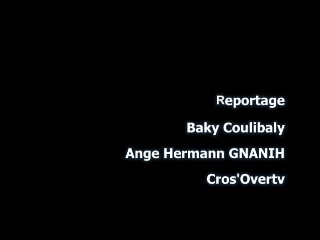 Reportage
Baky Coulibaly
Ange Hermann GNANIH
Cros'Overtv